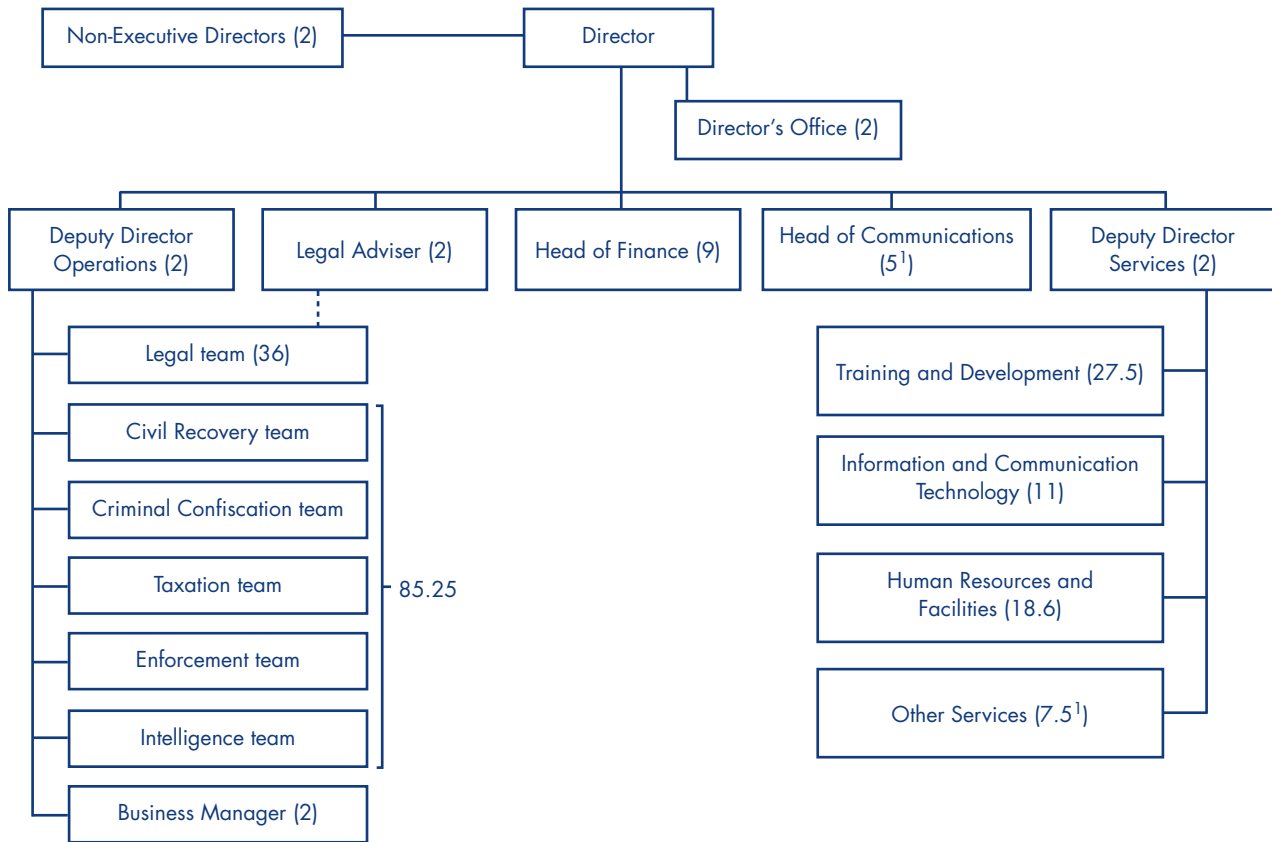 Non-Executive Directors (2)
Director
Director’s Office (2)
Deputy Director
Operations (2)
Legal Adviser (2)
Head of Finance (9)
Head of Communications
(5¹)
Deputy Director
Services (2)
Legal team (36)
Civil Recovery team
Criminal Confiscation team
Taxation team
Enforcement team
Intelligence team
85.25
Business Manager (2)
Training and Development (27.5)
Information and Communication
Technology (11)
Human Resources and
Facilities (18.6)
Other Services (7.5¹)